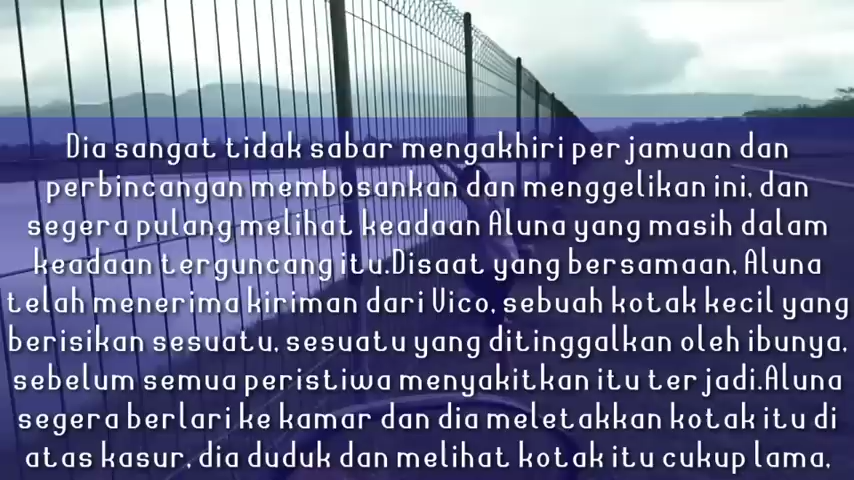 Dia sangat tidak sabar mengakhiri perjamuan dan
perbincangan membosankan dan menggelikan ini, dan
segera pulang melihat keadaan Aluna yang masih dalam
keadaan terguncang itu.Disaat yang bersamaan, Aluna
telah menerima kiriman dari Vico, sebuah kotak kecil yang
berisikan sesuatu, sesuatu yang ditinggalkan oleh ibunya,
sebelum semua peristiwa menyakitkan itu terjadi.Aluna
segera berlari ke kamar dan dia meletakkan kotak itu di
atas kasur, dia duduk dan melihat kotak itu cukup lama,